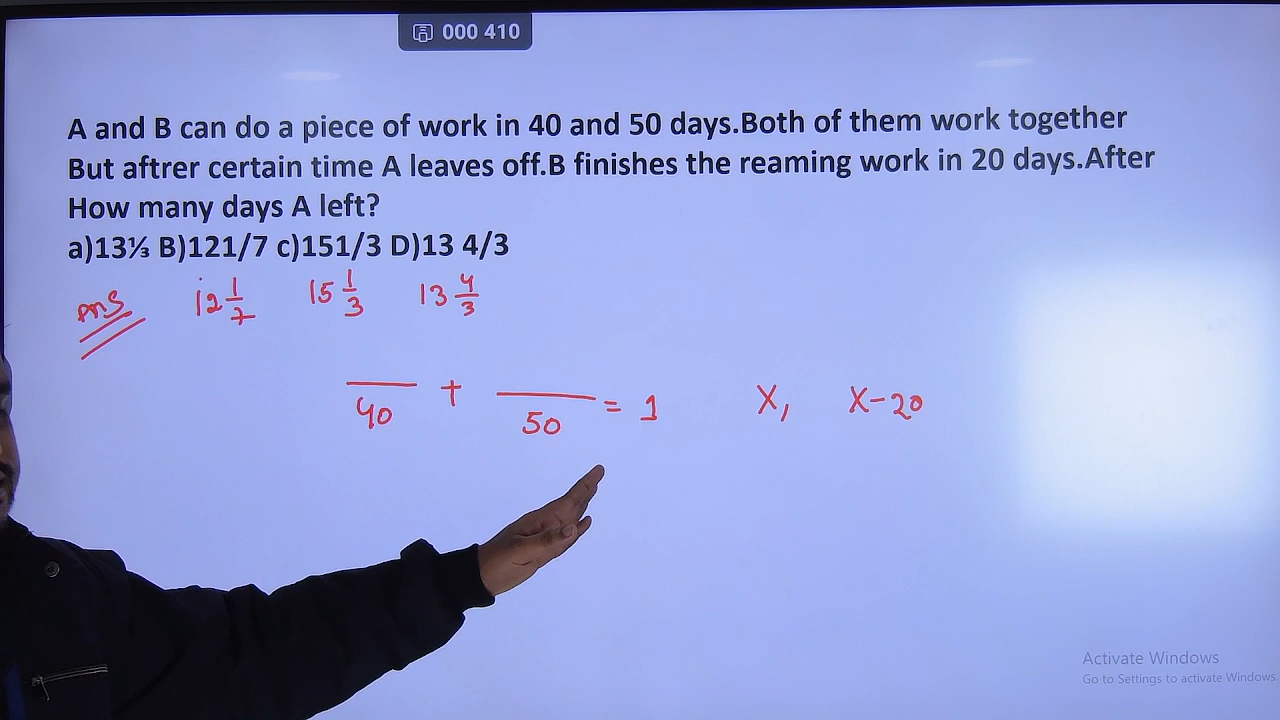 000 410
A and B can do a piece of work in 40 and 50 days.Both of them work together
But aftrer certain time A leaves off.B finishes the reaming work in 20 days.After
How many days A left?
a)13⅓ B)121/7 c)151/3 D)13 4/3
Ans 12 1/7 15 1/3 13 4/3
/40 + /50 = 1 X, X-20
Activate Windows
Go to Settings to activate Windows.